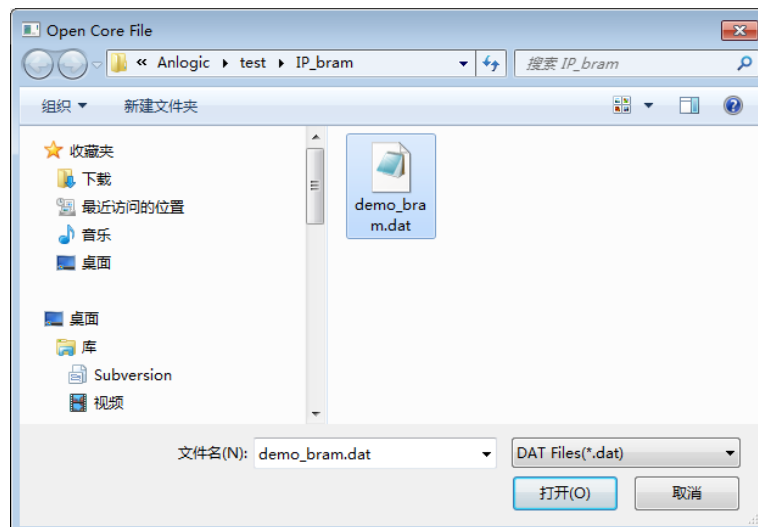 Open Core File
« Anlogic ▸ test ▸ IP_bram
搜索 IP_bram
组织 新建文件夹
收藏夹
下载
最近访问的位置
音乐
桌面
桌面
库
Subversion
视频
demo_bra
m.dat
文件名(N): demo_bram.dat
DAT Files(*.dat)
打开(O) 取消